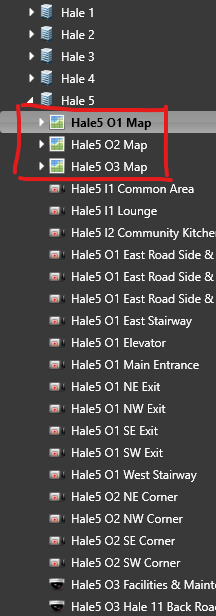 Hale 1
Hale 2
Hale 3
Hale 4
Hale 5
Hale5 O1 Map
Hale5 O2 Map
Hale5 O3 Map
Hale5 I1 Common Area
Hale5 I1 Lounge
Hale5 I2 Community Kitche
Hale5 O1 East Road Side &
Hale5 O1 East Road Side &
Hale5 O1 East Road Side &
Hale5 O1 East Stairway
Hale5 O1 Elevator
Hale5 O1 Main Entrance
Hale5 O1 NE Exit
Hale5 O1 NW Exit
Hale5 O1 SE Exit
Hale5 O1 SW Exit
Hale5 O1 West Stairway
Hale5 O2 NE Corner
Hale5 O2 NW Corner
Hale5 O2 SE Corner
Hale5 O2 SW Corner
Hale5 O3 Facilities & Maint
Hale5 O3 Hale 11 Back Road